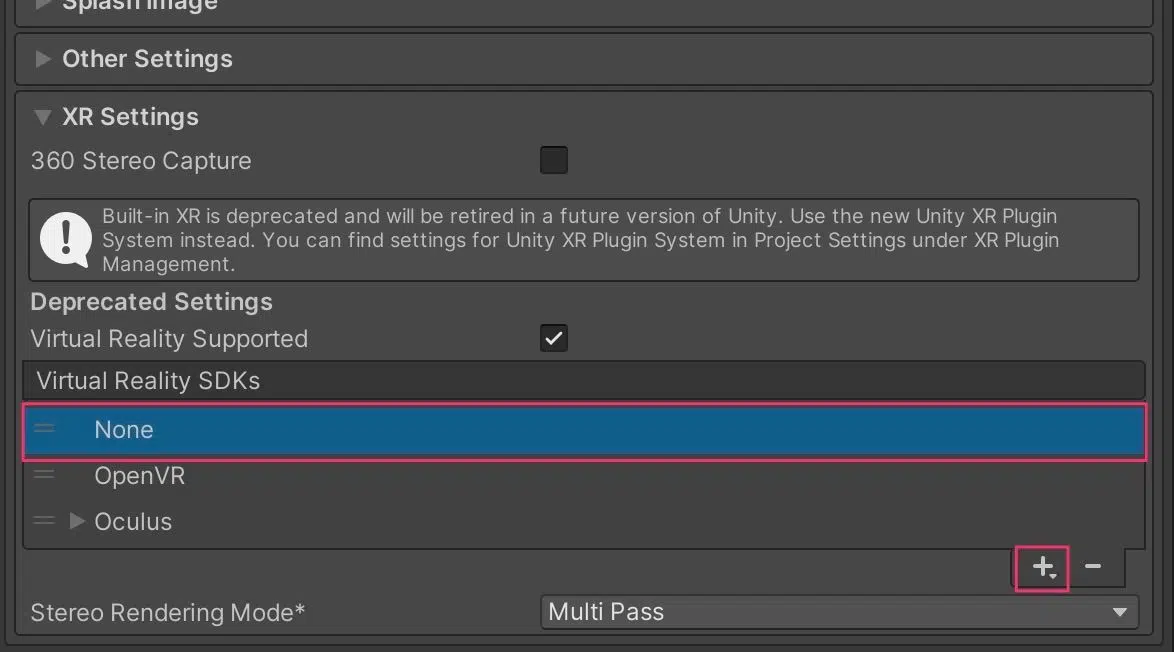 Splash Image
Other Settings
XR Settings
360 Stereo Capture
Built-in XR is deprecated and will be retired in a future version of Unity. Use the new Unity XR Plugin
System instead. You can find settings for Unity XR Plugin System in Project Settings under XR Plugin
Management.
Deprecated Settings
Virtual Reality Supported
Virtual Reality SDKs
None
OpenVR
Oculus
Stereo Rendering Mode* Multi Pass